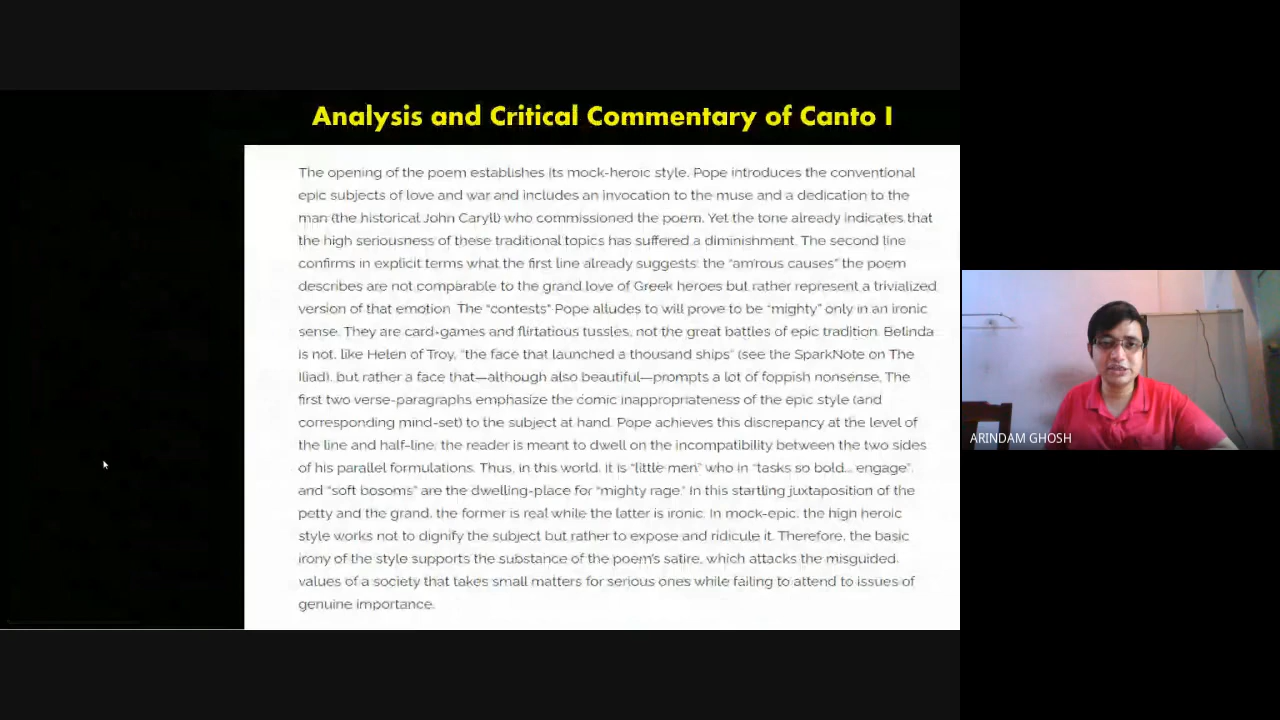 Analysis and Critical Commentary of Canto I
The opening of the poem establishes its mock-heroic style. Pope introduces the conventional
epic subjects of love and war and includes an invocation to the muse and a dedication to the
man (the historical John Caryll) who commissioned the poem. Yet the tone already indicates that
the high seriousness of these traditional topics has suffered a diminishment. The second line
confirms in explicit terms what the first line already suggests: the "am'rous causes" the poem
describes are not comparable to the grand love of Greek heroes but rather represent a trivialized
version of that emotion. The "contests" Pope alludes to will prove to be "mighty" only in an ironic
sense. They are card-games and flirtatious tussles, not the great battles of epic tradition. Belinda
is not, like Helen of Troy, "the face that launched a thousand ships" (see the SparkNote on The
Iliad), but rather a face that—although also beautiful—prompts a lot of foppish nonsense. The
first two verse-paragraphs emphasize the comic inappropriateness of the epic style (and
corresponding mind-set) to the subject at hand. Pope achieves this discrepancy at the level of
the line and half-line; the reader is meant to dwell on the incompatibility between the two sides
of his parallel formulations. Thus, in this world, it is "little men" who in "tasks so bold... engage";
and "soft bosoms" are the dwelling-place for "mighty rage." In this startling juxtaposition of the
petty and the grand, the former is real while the latter is ironic. In mock-epic, the high heroic
style works not to dignify the subject but rather to expose and ridicule it. Therefore, the basic
irony of the style supports the substance of the poem's satire, which attacks the misguided
values of a society that takes small matters for serious ones while failing to attend to issues of
genuine importance.
ARINDAM GHOSH